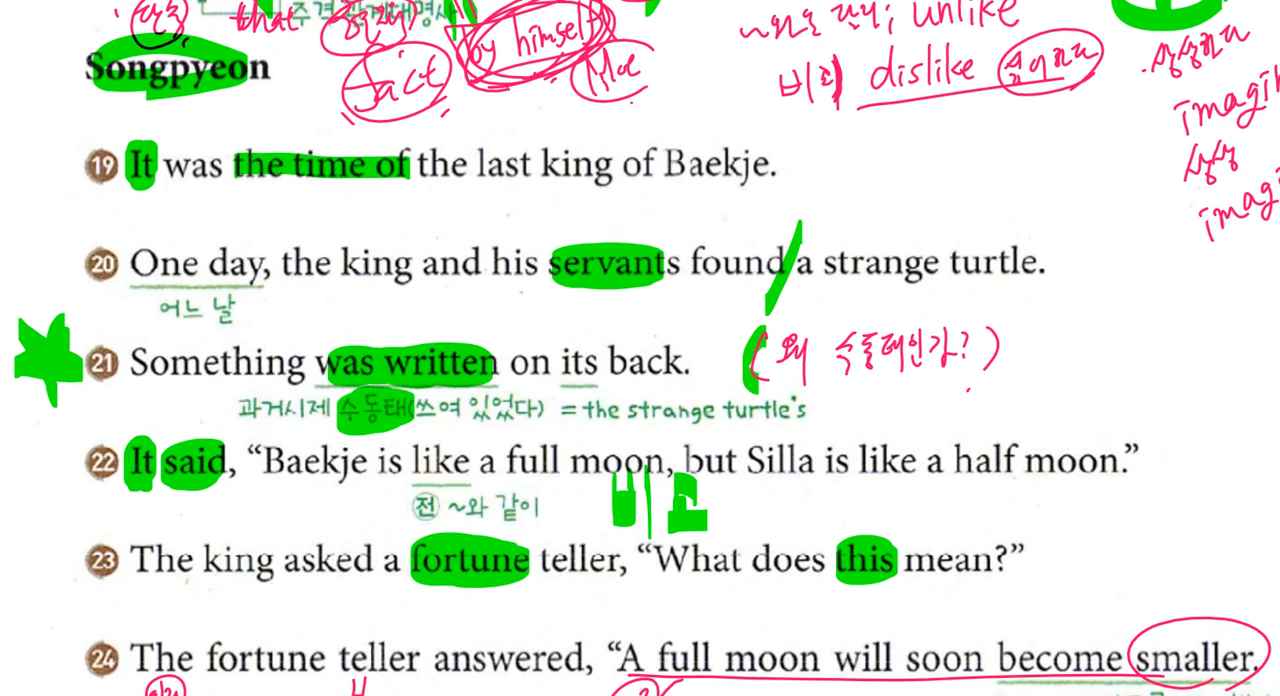 that
by himself
~와는 달리; unlike
Songpyeon
fact
비교) dislike 싫어하다
상상하다
상상
19 It was the time of the last king of Baekje.
20 One day, the king and his servants found a strange turtle.
어느 날
21 Something was written on its back. (왜 수동태인가?)
과거시제 수동태(쓰여 있었다) = the strange turtle's
22 It said, “Baekje is like a full moon, but Silla is like a half moon.”
전 ~와 같이
비유
23 The king asked a fortune teller, “What does this mean?”
24 The fortune teller answered, “A full moon will soon become smaller.